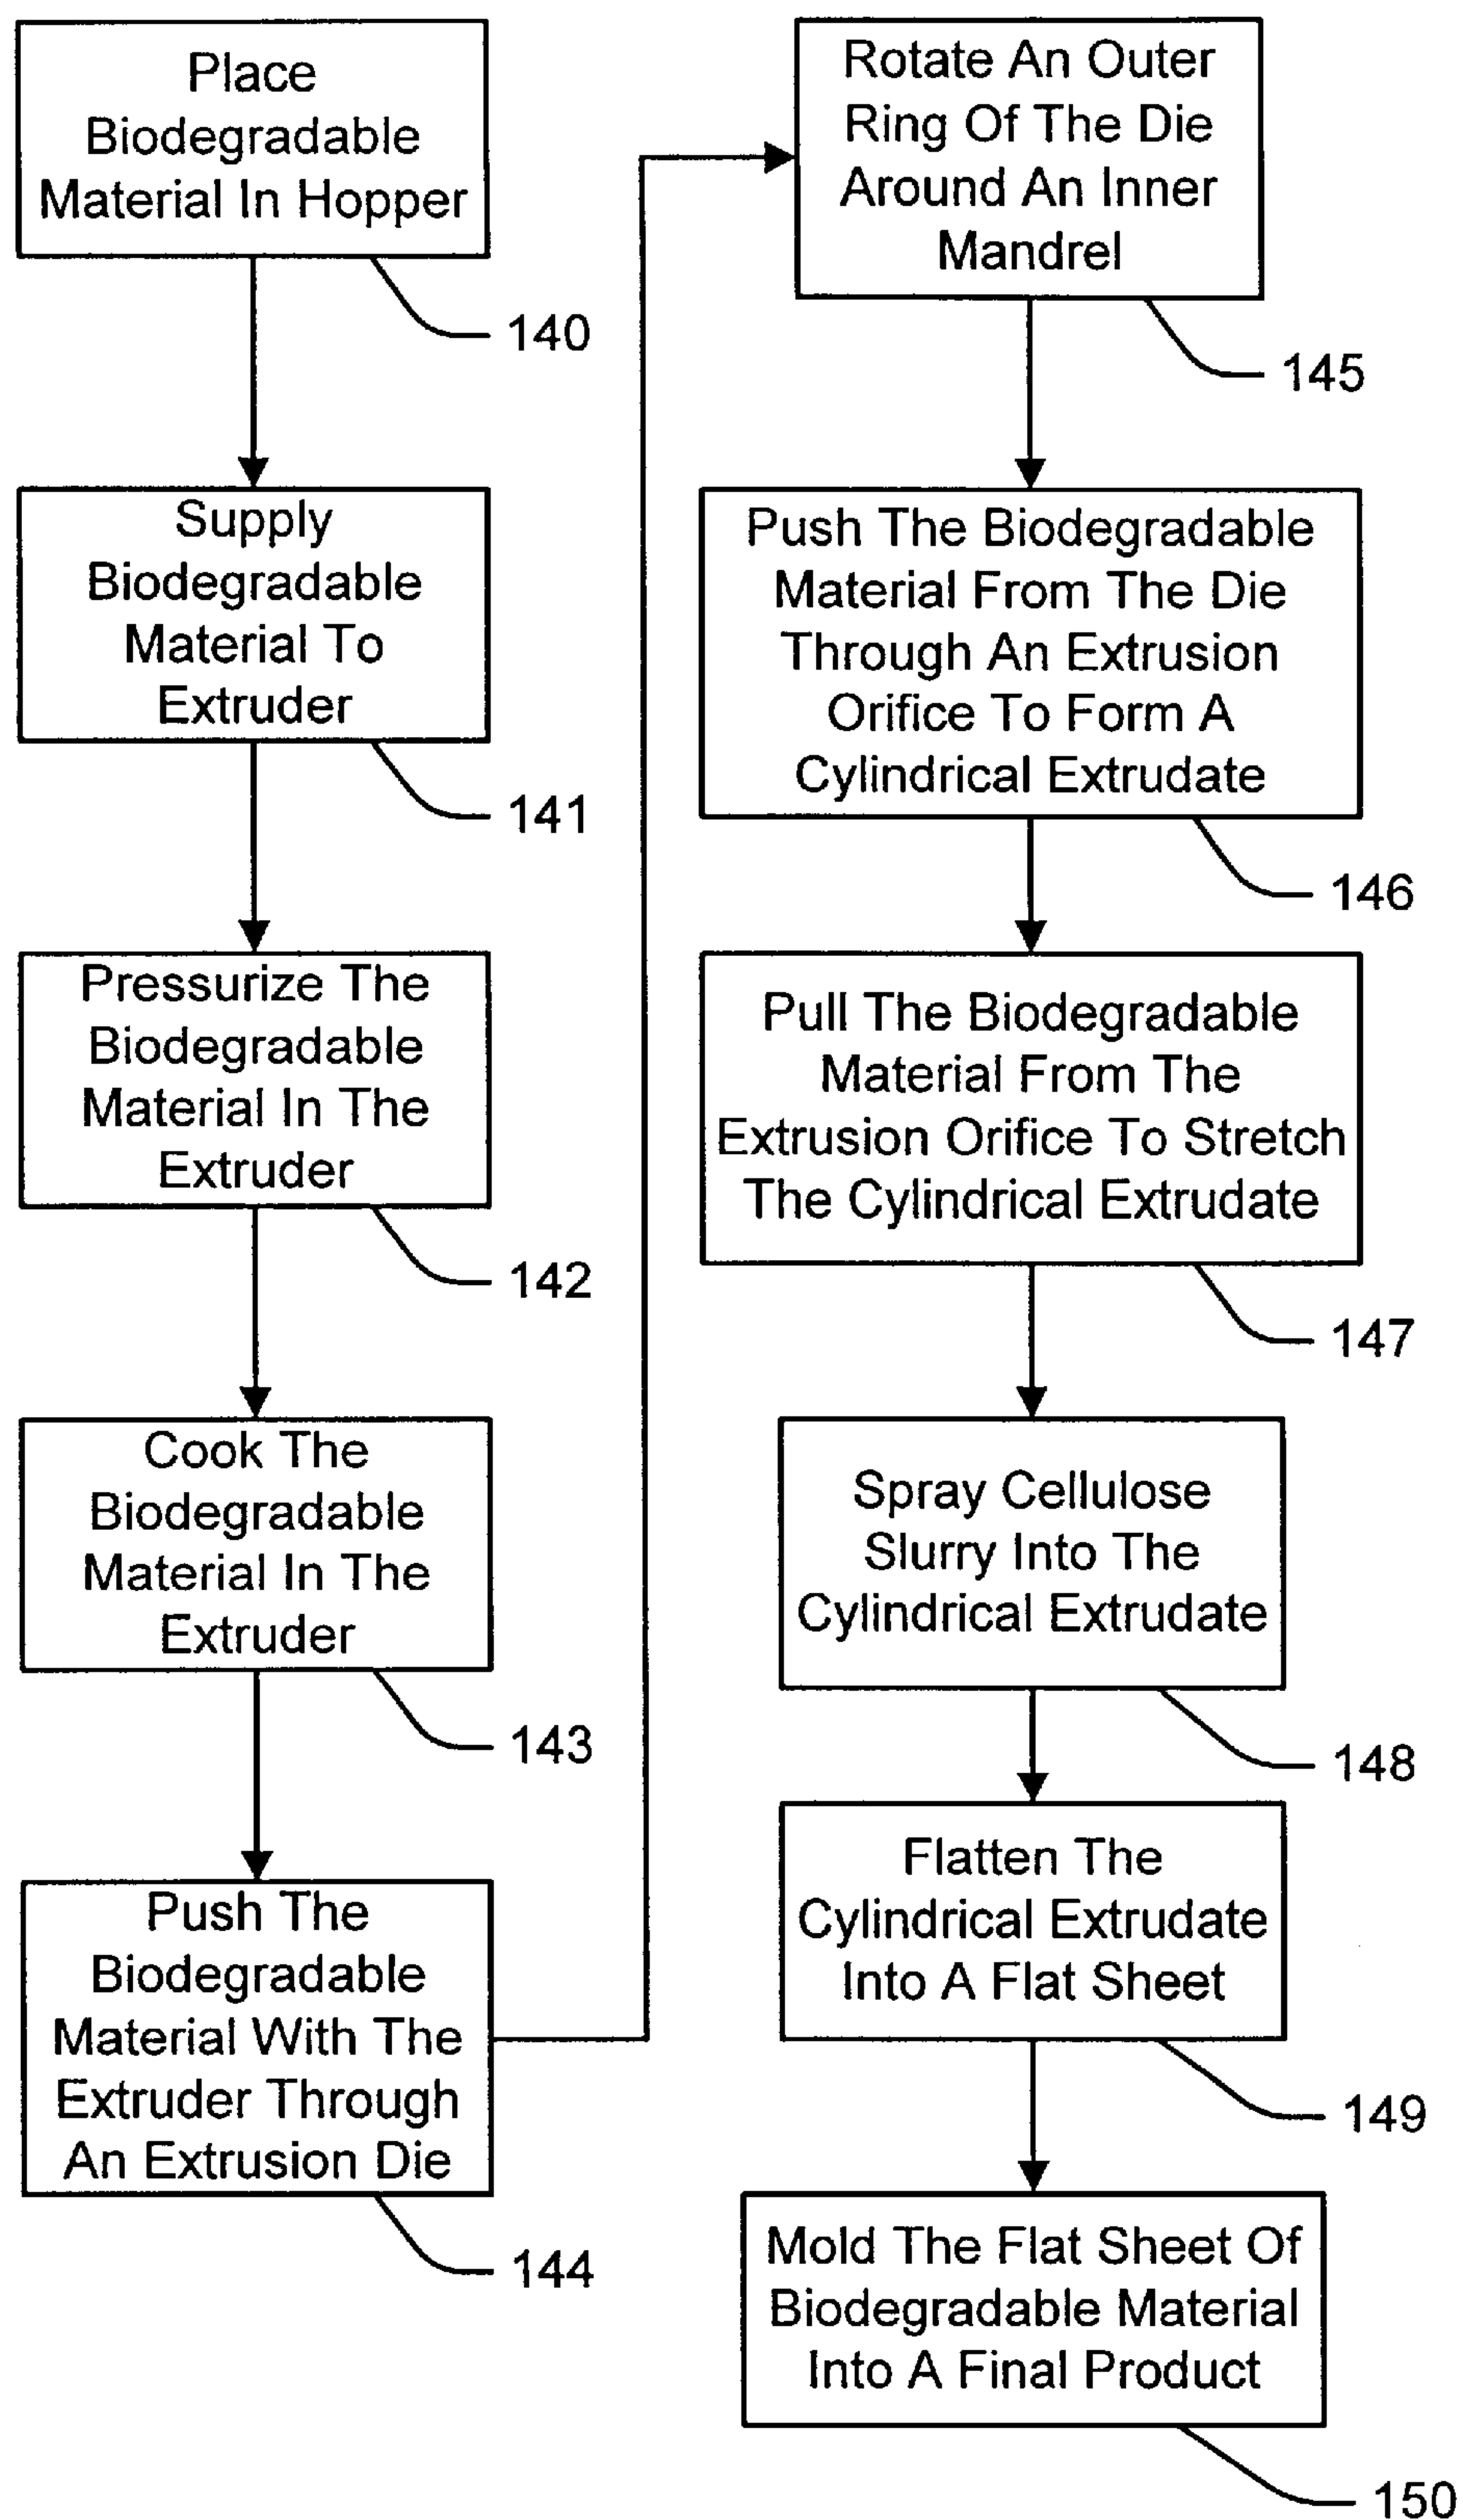 Place
Biodegradable
Material In Hopper
140
Supply
Biodegradable
Material To
Extruder
141
Pressurize The
Biodegradable
Material In The
Extruder
142
Cook The
Biodegradable
Material In The
Extruder
143
Push The
Biodegradable
Material With The
Extruder Through
An Extrusion Die
144
Rotate An Outer
Ring Of The Die
Around An Inner
Mandrel
145
Push The Biodegradable
Material From The Die
Through An Extrusion
Orifice To Form A
Cylindrical Extrudate
146
Pull The Biodegradable
Material From The
Extrusion Orifice To Stretch
The Cylindrical Extrudate
147
Spray Cellulose
Slurry Into The
Cylindrical Extrudate
148
Flatten The
Cylindrical Extrudate
Into A Flat Sheet
149
Mold The Flat Sheet Of
Biodegradable Material
Into A Final Product
150